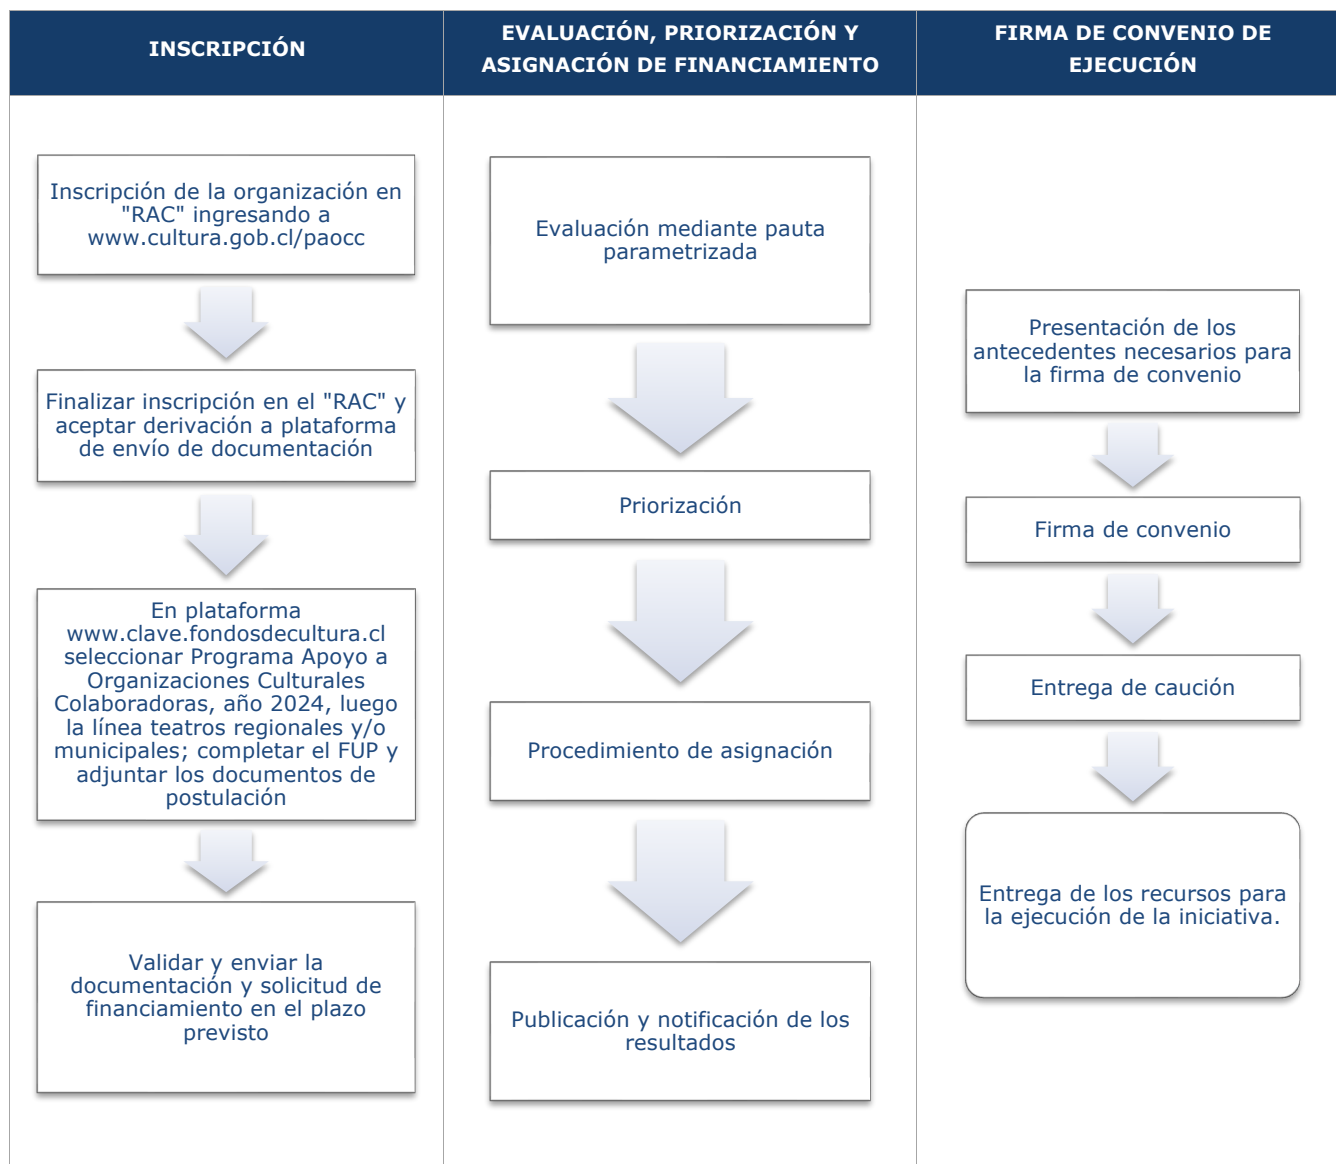 INSCRIPCIÓN
Inscripción de la organización en
"RAC" ingresando a
www.cultura.gob.cl/paocc
Finalizar inscripción en el "RAC" y
aceptar derivación a plataforma
de envío de documentación
En plataforma
www.clave.fondosdecultura.cl
seleccionar Programa Apoyo a
Organizaciones Culturales
Colaboradoras, año 2024, luego
la línea teatros regionales y/o
municipales; completar el FUP y
adjuntar los documentos de
postulación
Validar y enviar la
documentación y solicitud de
financiamiento en el plazo
previsto
EVALUACIÓN, PRIORIZACIÓN Y
ASIGNACIÓN DE FINANCIAMIENTO
Evaluación mediante pauta
parametrizada
Priorización
Procedimiento de asignación
Publicación y notificación de los
resultados
FIRMA DE CONVENIO DE
EJECUCIÓN
Presentación de los
antecedentes necesarios para
la firma de convenio
Firma de convenio
Entrega de caución
Entrega de los recursos para
la ejecución de la iniciativa.